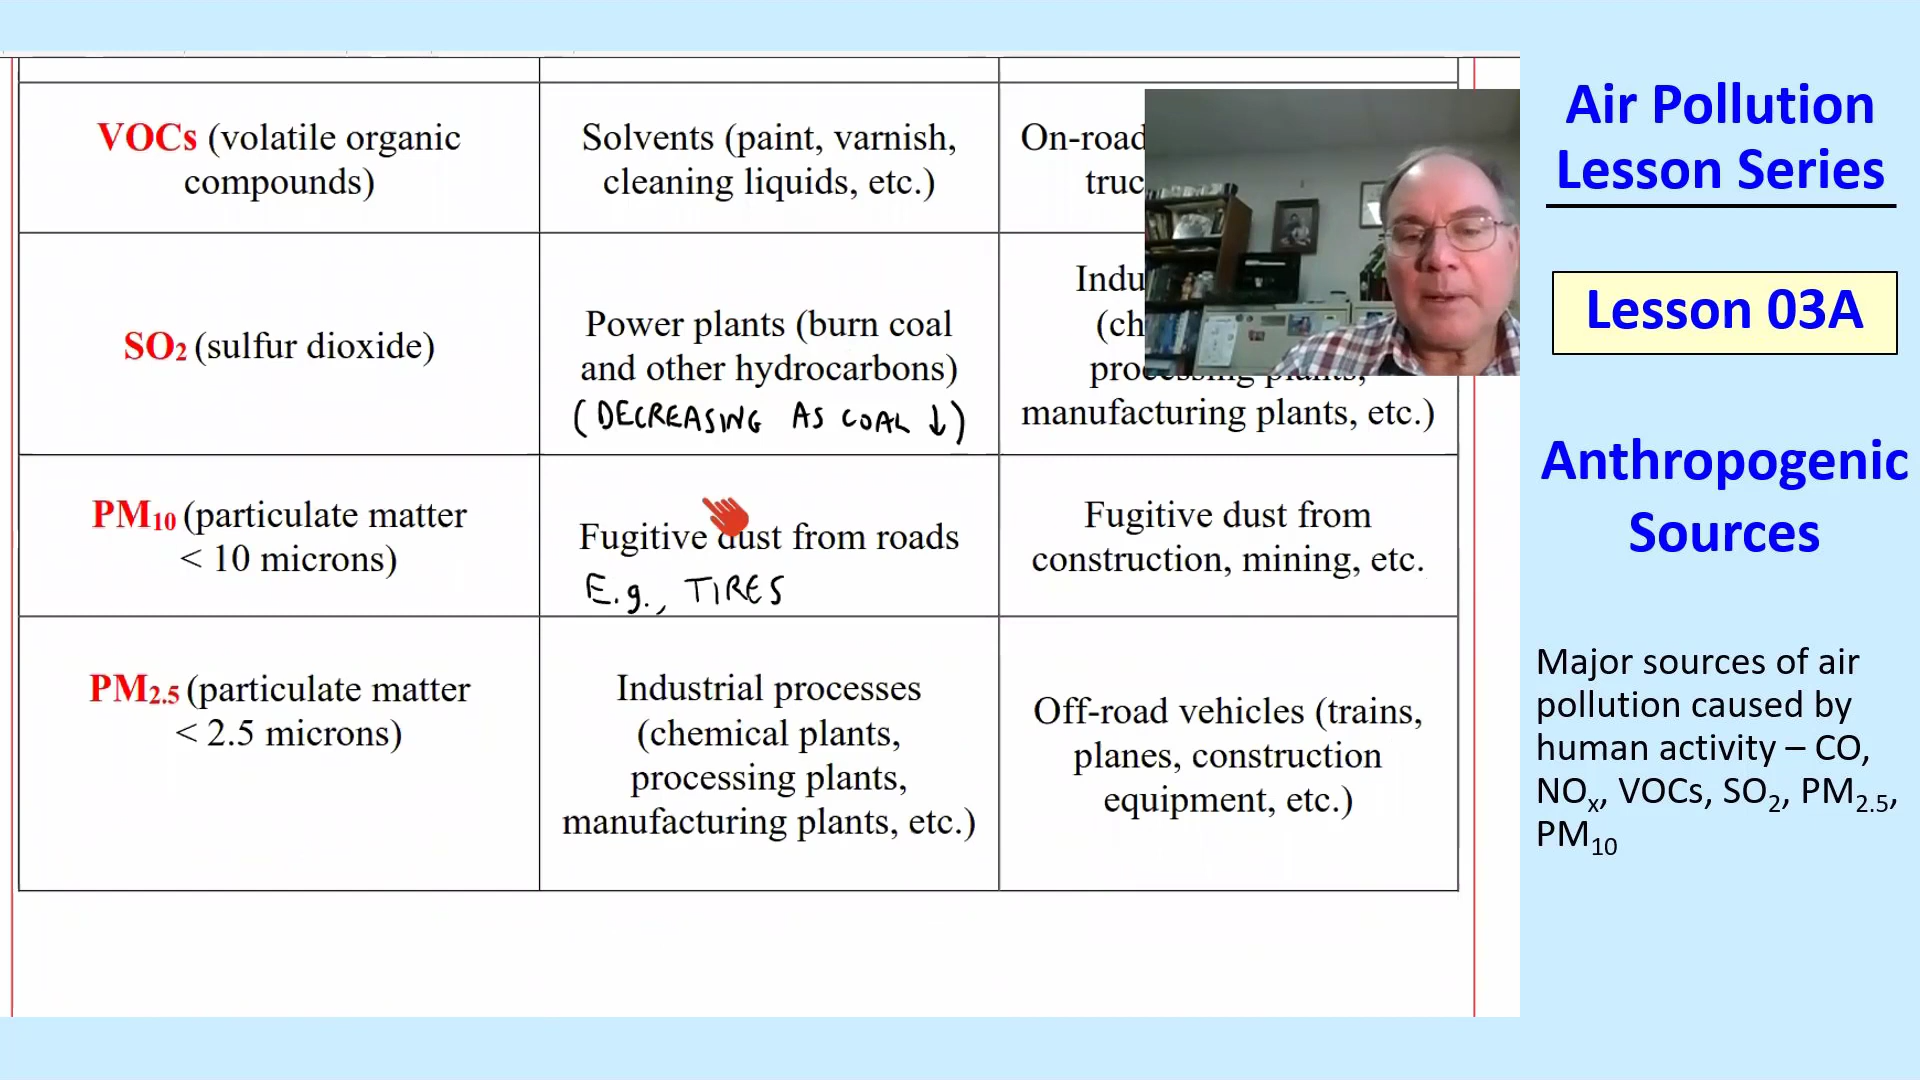 VOCs (volatile organic
compounds)
Solvents (paint, varnish,
cleaning liquids, etc.)
On-road
SO2 (sulfur dioxide)
Power plants (burn coal
and other hydrocarbons)
(DECREASING AS COAL ↓)
processing plants,
manufacturing plants, etc.)
PM10 (particulate matter
< 10 microns)
Fugitive dust from roads
E.g., TIRES
Fugitive dust from
construction, mining, etc.
PM2.5 (particulate matter
< 2.5 microns)
Industrial processes
(chemical plants,
processing plants,
manufacturing plants, etc.)
Off-road vehicles (trains,
planes, construction
equipment, etc.)
Air Pollution
Lesson Series
Lesson 03A
Anthropogenic
Sources
Major sources of air
pollution caused by
human activity – CO,
NOx, VOCs, SO2, PM2.5,
PM10